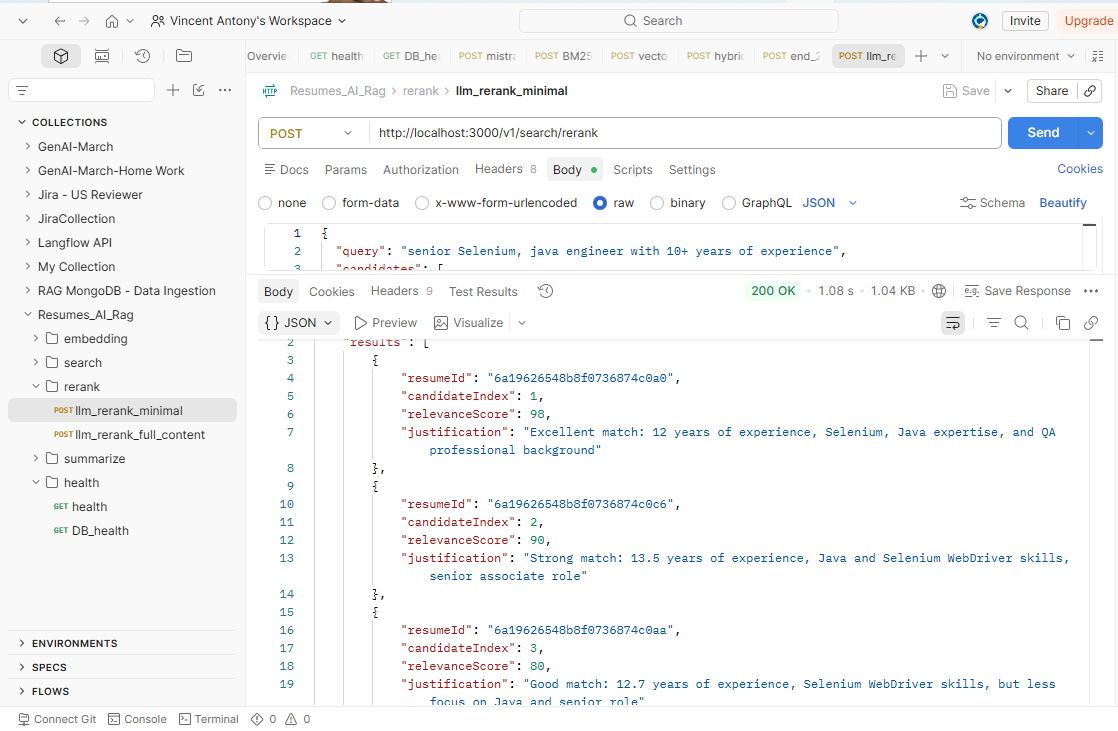 Vincent Antony's Workspace
Search
Invite
Upgrade
Overvie
GET health
GET DB_hea
POST mistra
POST BM25
POST vecto
POST hybric
POST end_2
POST llm_re
No environment
Resumes_AI_Rag > rerank > llm_rerank_minimal
Save
Share
COLLECTIONS
GenAI-March
GenAI-March-Home Work
Jira - US Reviewer
JiraCollection
Langflow API
My Collection
RAG MongoDB - Data Ingestion
Resumes_AI_Rag
embedding
search
rerank
POST llm_rerank_minimal
POST llm_rerank_full_content
summarize
health
GET health
GET DB_health
ENVIRONMENTS
SPECS
FLOWS
HTTP
POST
http://localhost:3000/v1/search/rerank
Send
Docs
Params
Authorization
Headers 8
Body
Scripts
Settings
Cookies
none
form-data
x-www-form-urlencoded
raw
binary
GraphQL
JSON
Schema
Beautify
1 {
2 "query": "senior Selenium, java engineer with 10+ years of experience",
3 "candidates": [
Body
Cookies
Headers 9
Test Results
200 OK
1.08 s
1.04 KB
e.g. Save Response
{} JSON
Preview
Visualize
2 "results": [
3 {
4 "resumeId": "6a19626548b8f0736874c0a0",
5 "candidateIndex": 1,
6 "relevanceScore": 98,
7 "justification": "Excellent match: 12 years of experience, Selenium, Java expertise, and QA
professional background"
8 },
9 {
10 "resumeId": "6a19626548b8f0736874c0c6",
11 "candidateIndex": 2,
12 "relevanceScore": 90,
13 "justification": "Strong match: 13.5 years of experience, Java and Selenium WebDriver skills,
senior associate role"
14 },
15 {
16 "resumeId": "6a19626548b8f0736874c0aa",
17 "candidateIndex": 3,
18 "relevanceScore": 80,
19 "justification": "Good match: 12.7 years of experience, Selenium WebDriver skills, but less
focus on Java and senior role"
Connect Git
Console
Terminal
0
0